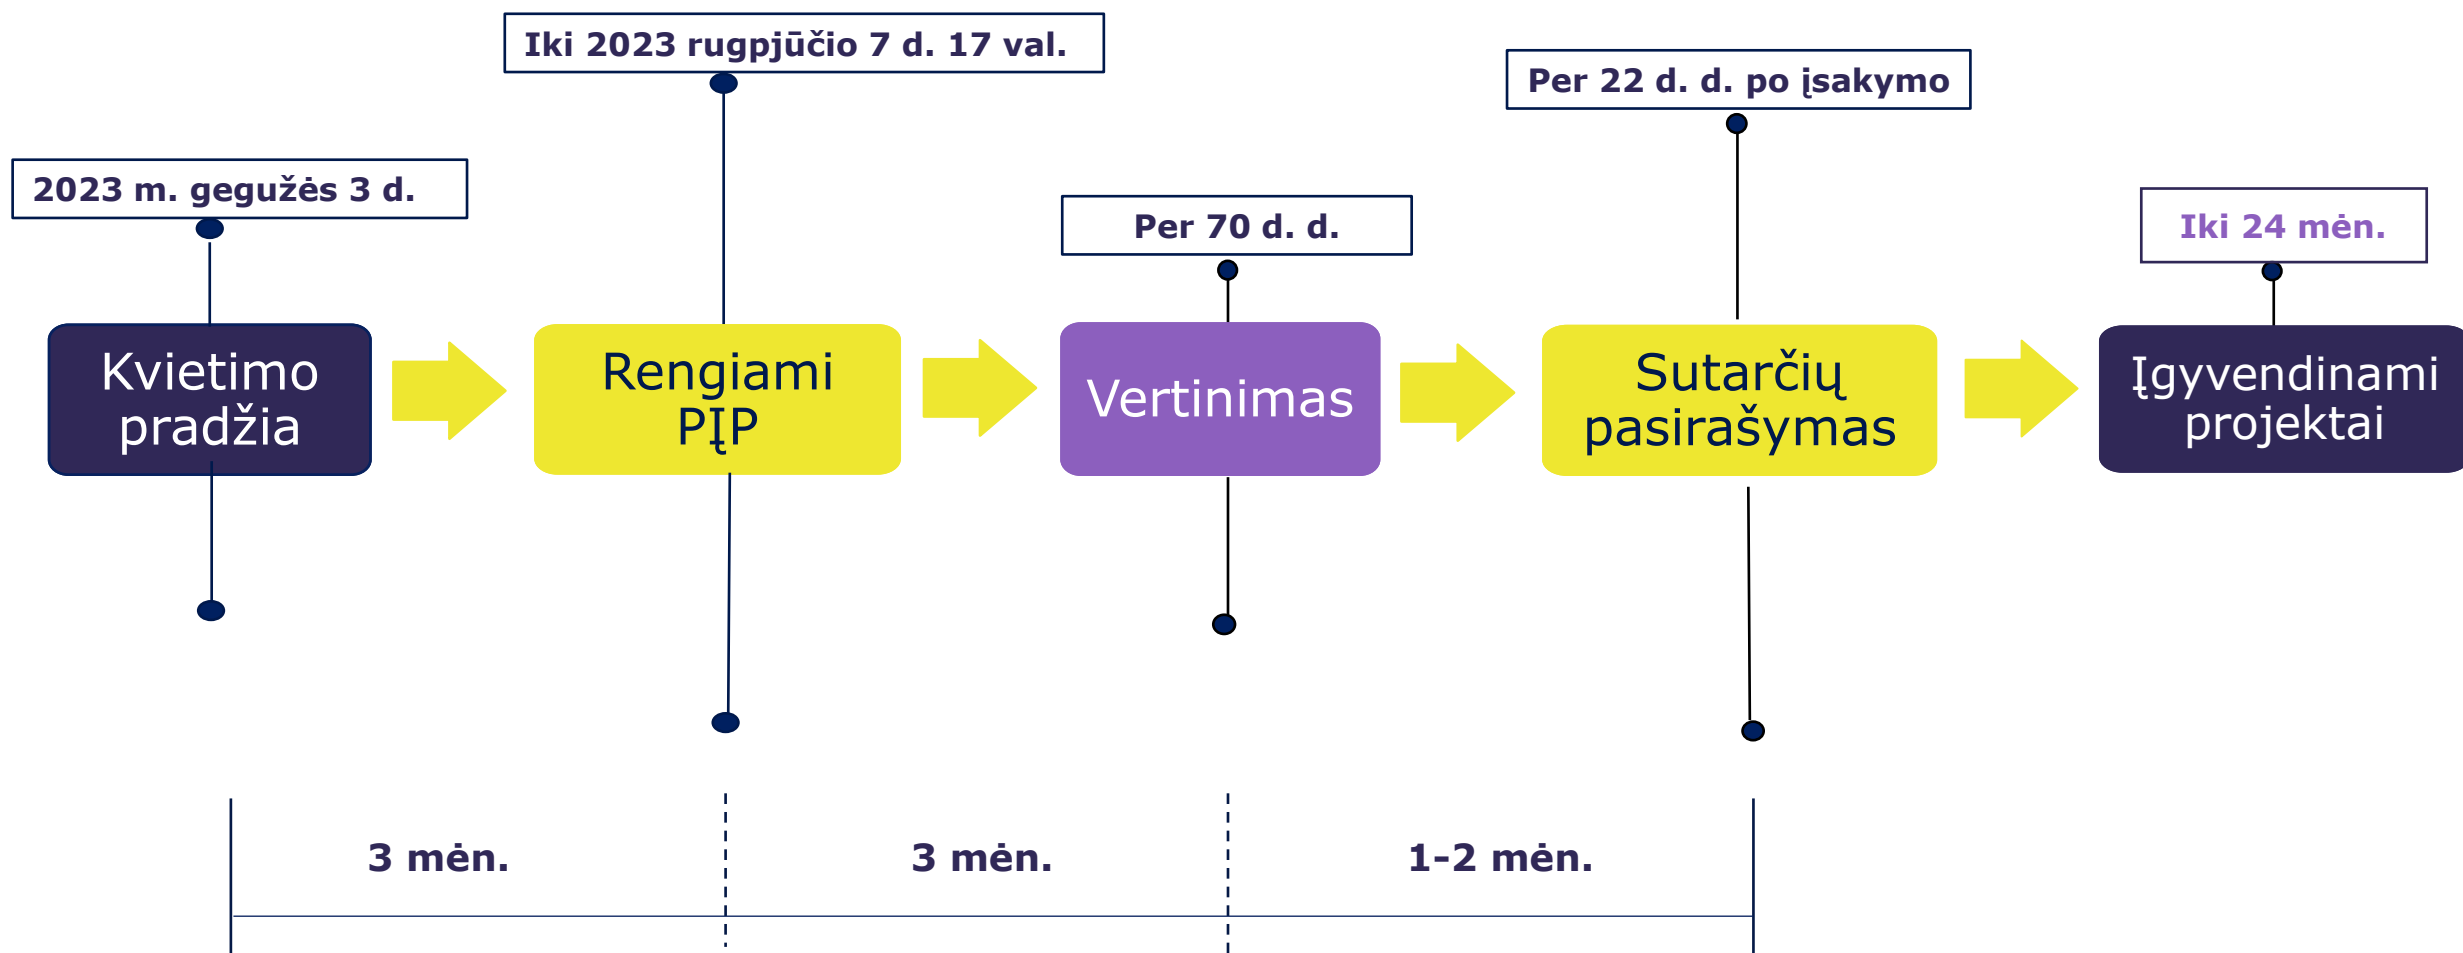 Iki 2023 rugpjūčio 7 d. 17 val.
Per 22 d. d. po įsakymo
2023 m. gegužės 3 d.
Per 70 d. d.
Iki 24 mėn.
Kvietimo
pradžia
Rengiami
PĮP
Vertinimas
Sutarčių
pasirašymas
Įgyvendinami
projektai
3 mėn.
3 mėn.
1-2 mėn.